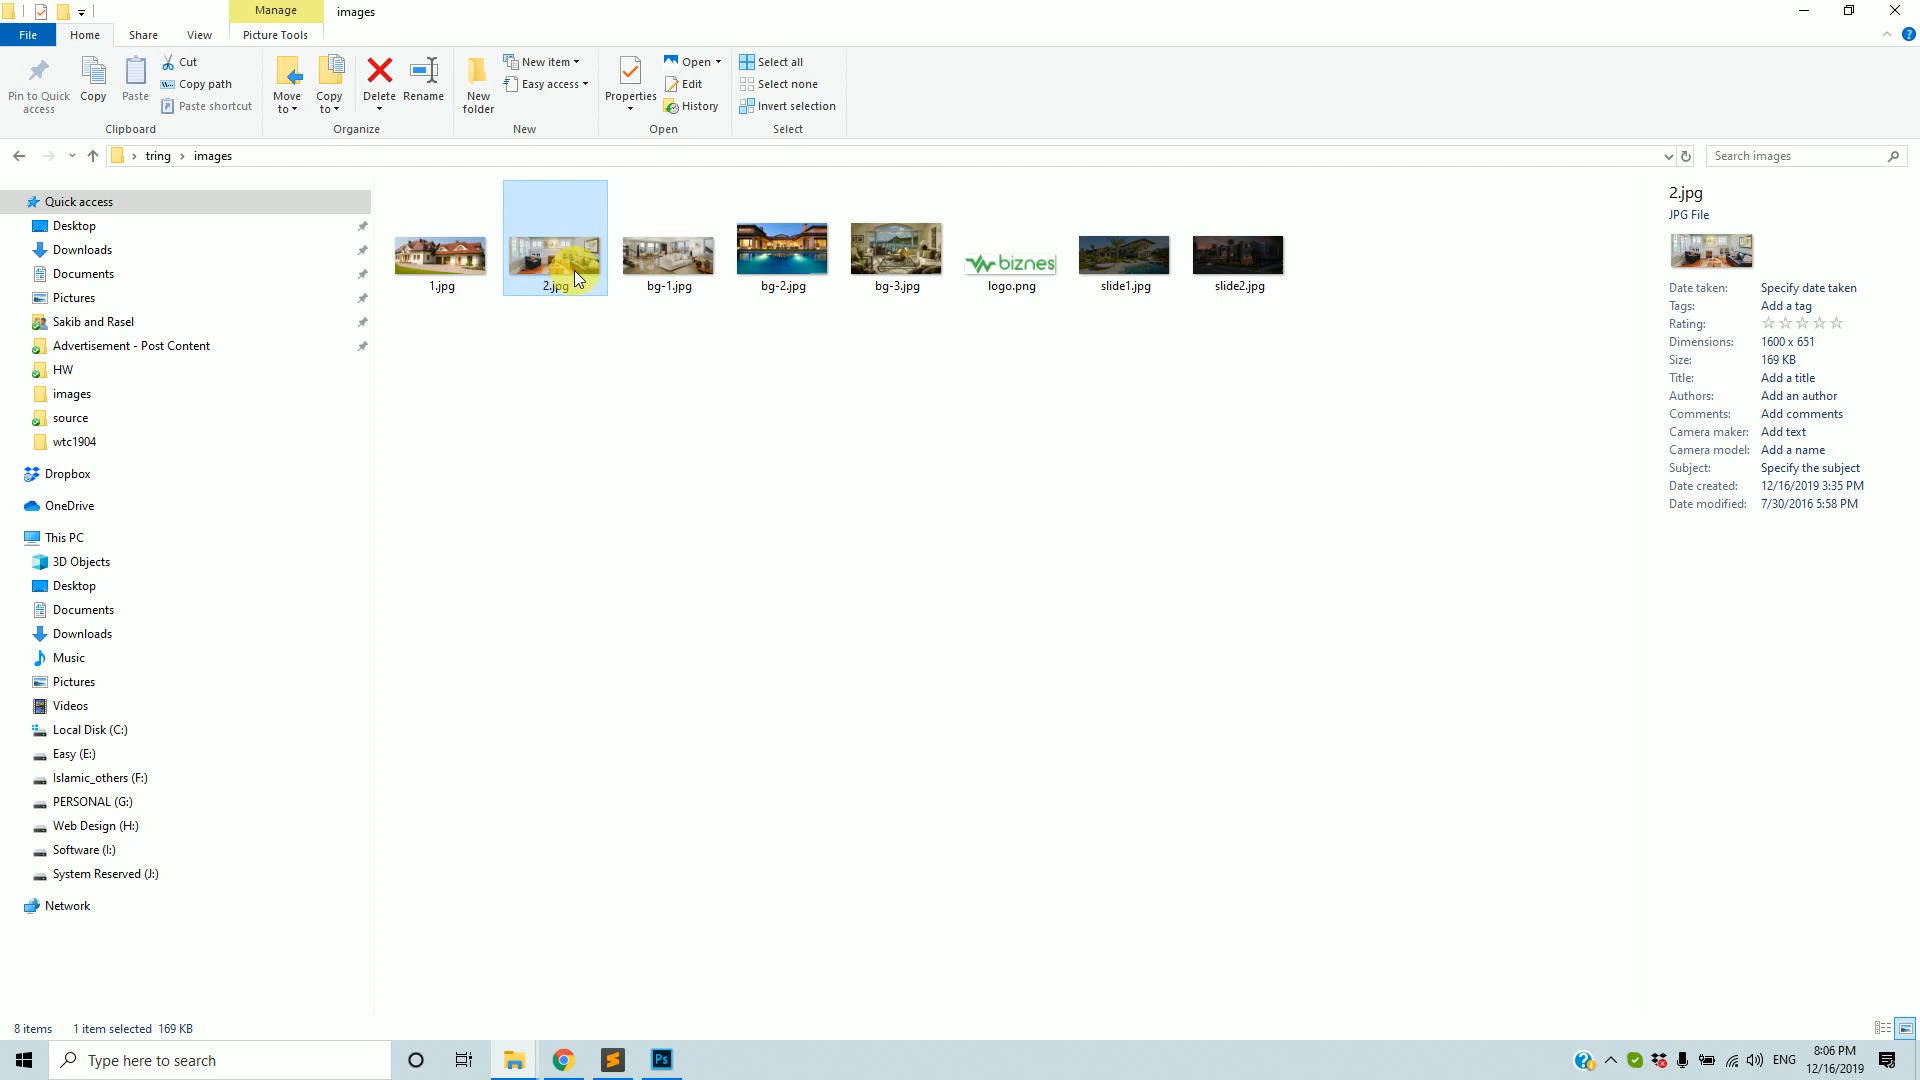 Manage
images
File
Home
Share
View
Picture Tools
Pin to Quick access
Copy
Paste
Cut
Copy path
Paste shortcut
Clipboard
Move to
Copy to
Delete
Rename
Organize
New folder
New item
Easy access
New
Properties
Open
Edit
History
Open
Select all
Select none
Invert selection
Select
tring
images
Search images
Quick access
Desktop
Downloads
Documents
Pictures
Sakib and Rasel
Advertisement - Post Content
HW
images
source
wtc1904
Dropbox
OneDrive
This PC
3D Objects
Desktop
Documents
Downloads
Music
Pictures
Videos
Local Disk (C:)
Easy (E:)
Islamic_others (F:)
PERSONAL (G:)
Web Design (H:)
Software (I:)
System Reserved (J:)
Network
biznes
1.jpg
2.jpg
bg-1.jpg
bg-2.jpg
bg-3.jpg
logo.png
slide1.jpg
slide2.jpg
2.jpg
JPG File
Date taken: Specify date taken
Tags: Add a tag
Rating:
Dimensions: 1600 x 651
Size: 169 KB
Title: Add a title
Authors: Add an author
Comments: Add comments
Camera maker: Add text
Camera model: Add a name
Subject: Specify the subject
Date created: 12/16/2019 3:35 PM
Date modified: 7/30/2016 5:58 PM
8 items 1 item selected 169 KB
Type here to search
Ps
ENG
8:06 PM
12/16/2019